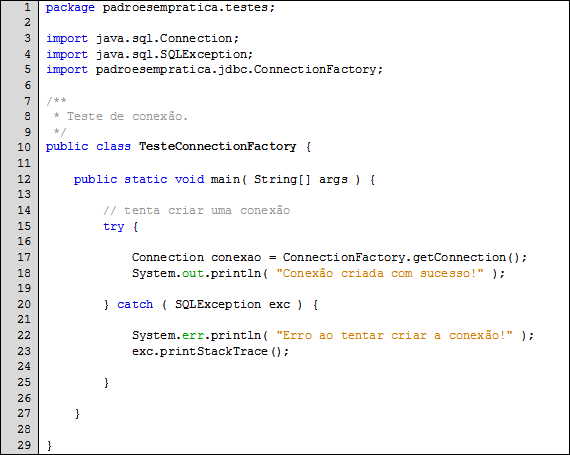 1 package padroesempratica.testes;
2
3 import java.sql.Connection;
4 import java.sql.SQLException;
5 import padroesempratica.jdbc.ConnectionFactory;
6
7 /**
8  * Teste de conexão.
9  */
10 public class TesteConnectionFactory {
11
12     public static void main( String[] args ) {
13
14         // tenta criar uma conexão
15         try {
16
17             Connection conexao = ConnectionFactory.getConnection();
18             System.out.println( "Conexão criada com sucesso!" );
19
20         } catch ( SQLException exc ) {
21
22             System.err.println( "Erro ao tentar criar a conexão!" );
23             exc.printStackTrace();
24
25         }
26
27     }
28
29 }